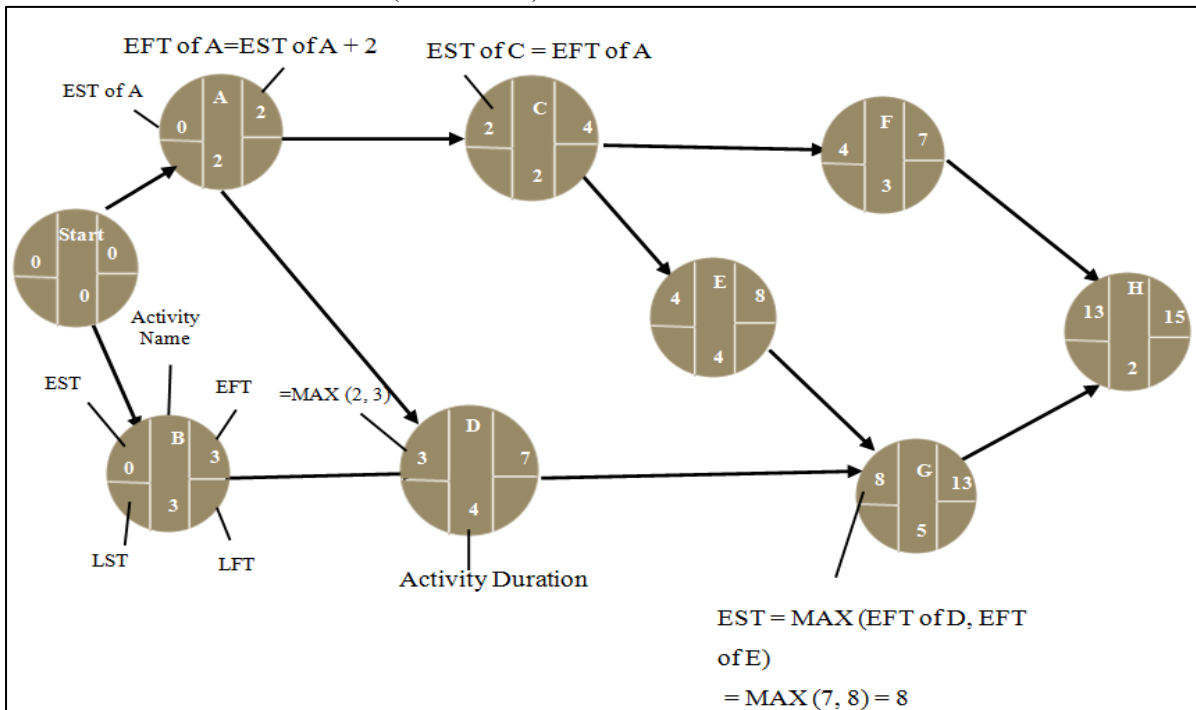 EFT of A=EST of A + 2
EST of C = EFT of A
EST of A
A
0
2
2
C
2
4
2
F
4
7
3
Start
0
0
0
E
4
8
4
H
13
15
2
Activity
Name
EST
EFT
=MAX (2, 3)
B
0
3
3
D
3
7
4
G
8
13
5
LST
LFT
Activity Duration
EST = MAX (EFT of D, EFT
of E)
= MAX (7, 8) = 8